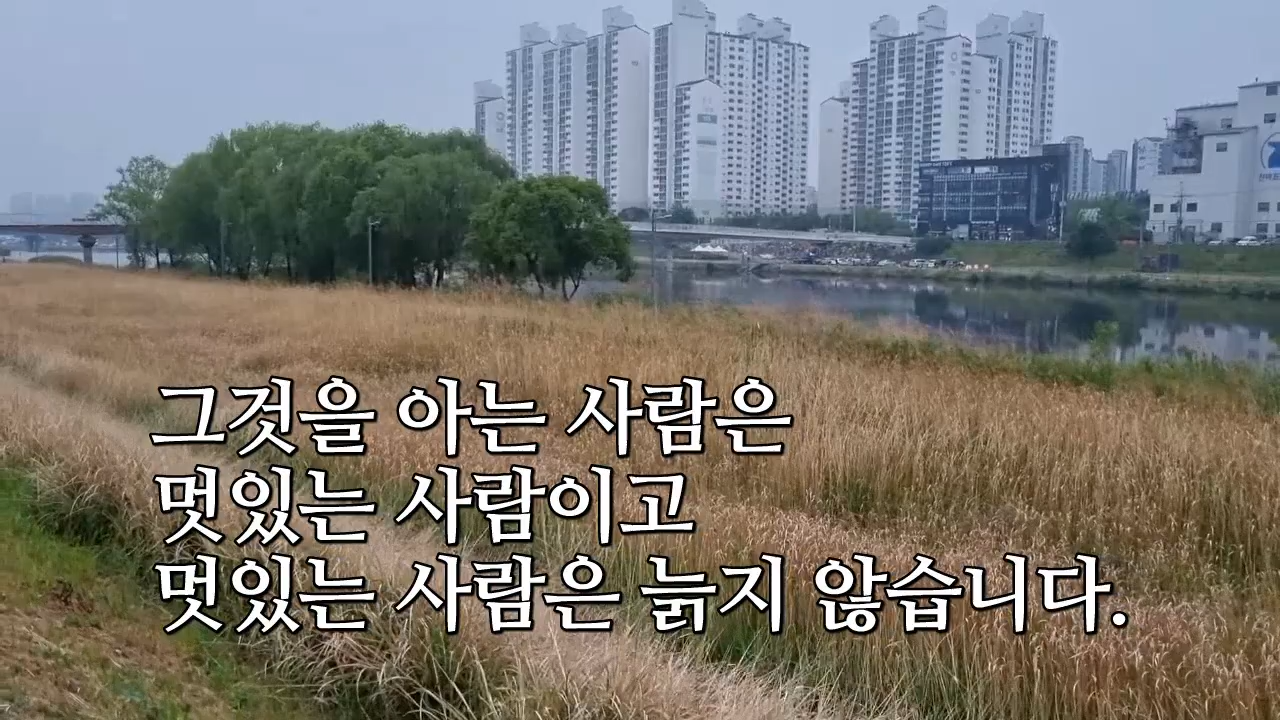 그것을 아는 사람은
멋있는 사람이고
멋있는 사람은 늙지 않습니다.